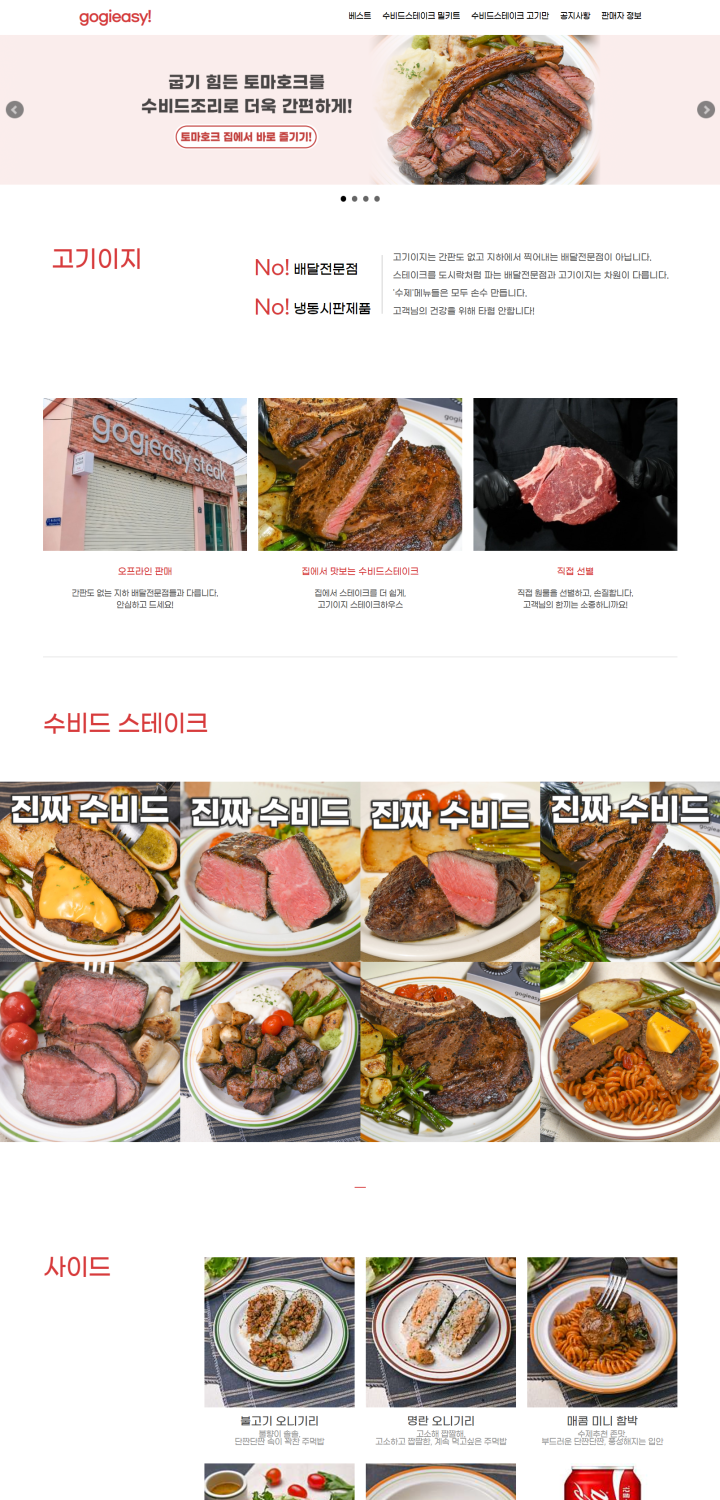 gogieasy!
베스트 수비드스테이크 밀키트 수비드스테이크 고기만 공지사항 판매자 정보
굽기 힘든 토마호크를
수비드조리로 더욱 간편하게!
토마호크 집에서 바로 즐기기!
고기이지
No! 배달전문점
No! 냉동시판제품
고기이지는 간판도 없고 지하에서 찍어내는 배달전문점이 아닙니다.
스테이크를 도시락처럼 파는 배달전문점과 고기이지는 차원이 다릅니다.
'수제'메뉴들은 모두 손수 만듭니다.
고객님의 건강을 위해 타협 안합니다!
gogieasy steak
오프라인 판매
간판도 없는 지하 배달전문점들과 다릅니다.
안심하고 드세요!
집에서 맛보는 수비드스테이크
집에서 스테이크를 더 쉽게,
고기이지 스테이크하우스
직접 선별
직접 원물을 선별하고, 손질합니다.
고객님의 한끼는 소중하니까요!
수비드 스테이크
진짜 수비드
진짜 수비드
진짜 수비드
진짜 수비드
gogieasy
사이드
불고기 오니기리
불향이 솔솔,
단짠단짠 속이 꽉찬 주먹밥
명란 오니기리
고소해 짭짤해,
고소하고 짭짤한, 계속 먹고싶은 주먹밥
매콤 미니 함박
수제추천 존맛,
부드러운 단짠단짠, 풍성해지는 입안